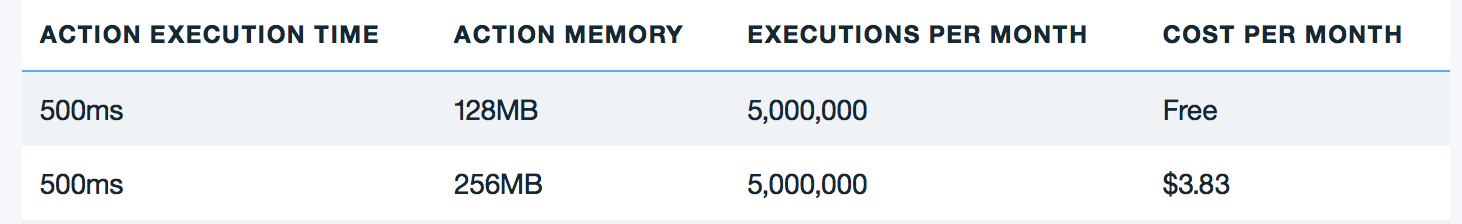 ACTION EXECUTION TIME ACTION MEMORY EXECUTIONS PER MONTH COST PER MONTH
500ms 128MB 5,000,000 Free
500ms 256MB 5,000,000 $3.83